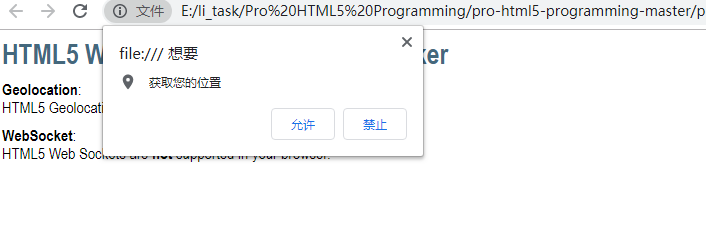 文件 E:/li_task/Pro%20HTML5%20Programming/pro-html5-programming-master/p
file:/// 想要
获取您的位置
允许 禁止
HTML5 W ker
Geolocation:
HTML5 Geolocati
WebSocket:
HTML5 Web Sockets are not supported in your browser.